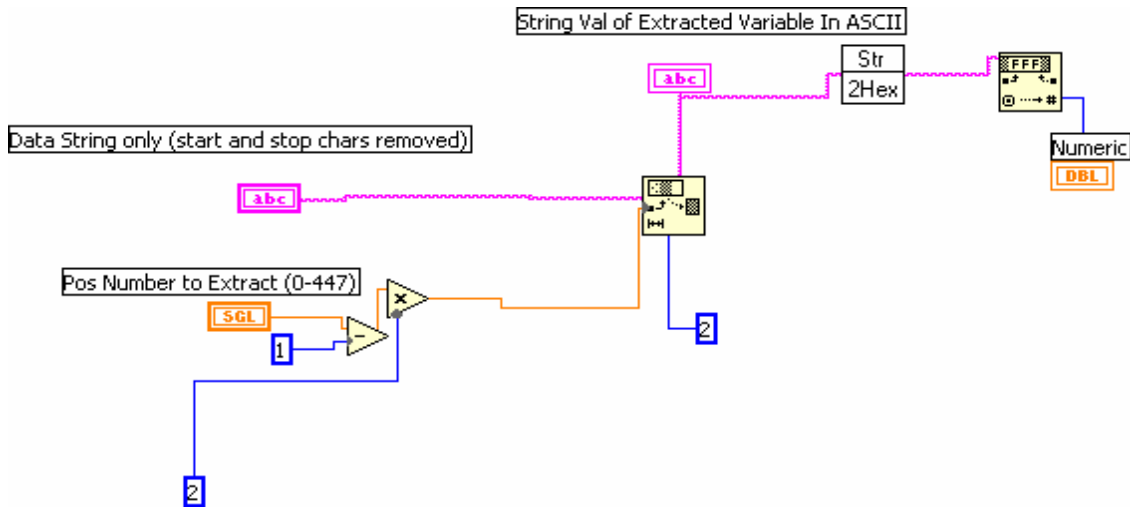 String Val of Extracted Variable In ASCII
Str
2Hex
abc
FFF
#
Data String only (start and stop chars removed)
Numeric
DBL
abc
Pos Number to Extract (0-447)
SGL
x
-
1
2
2